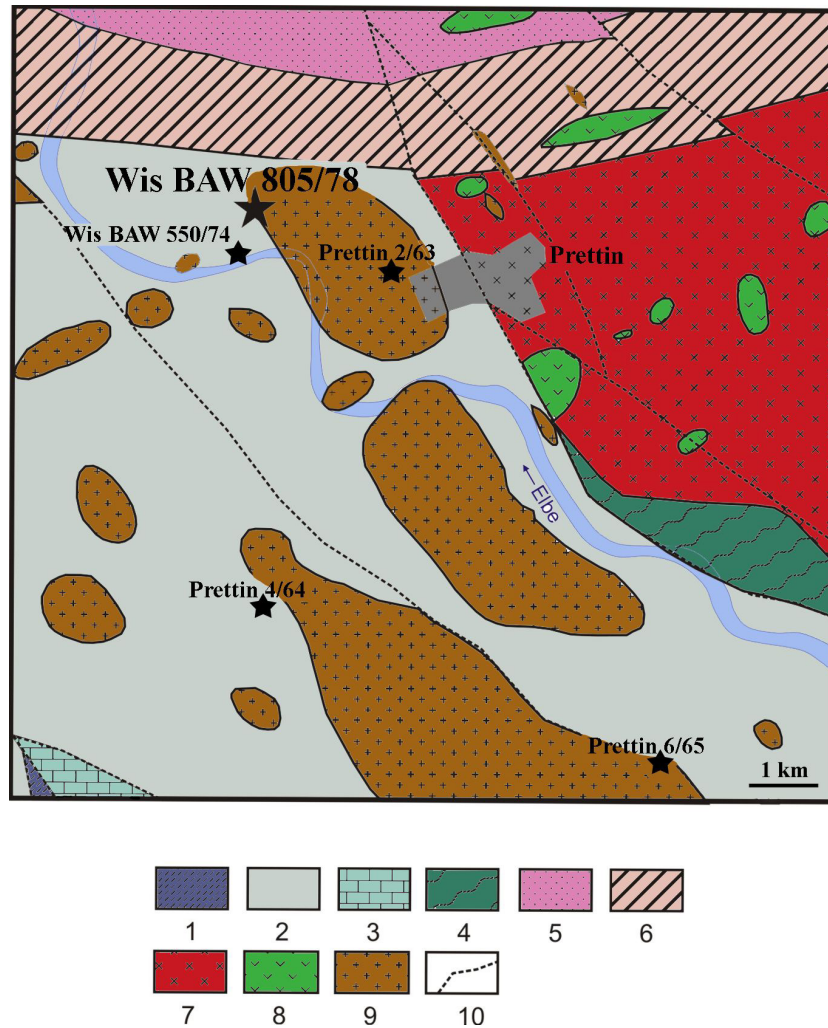 Wis BAW 805/78
Wis BAW 550/74
Prettin 2/63
Prettin
←Elbe
Prettin 4/64
Prettin 6/65
1 km
1 2 3 4 5 6
7 8 9 10